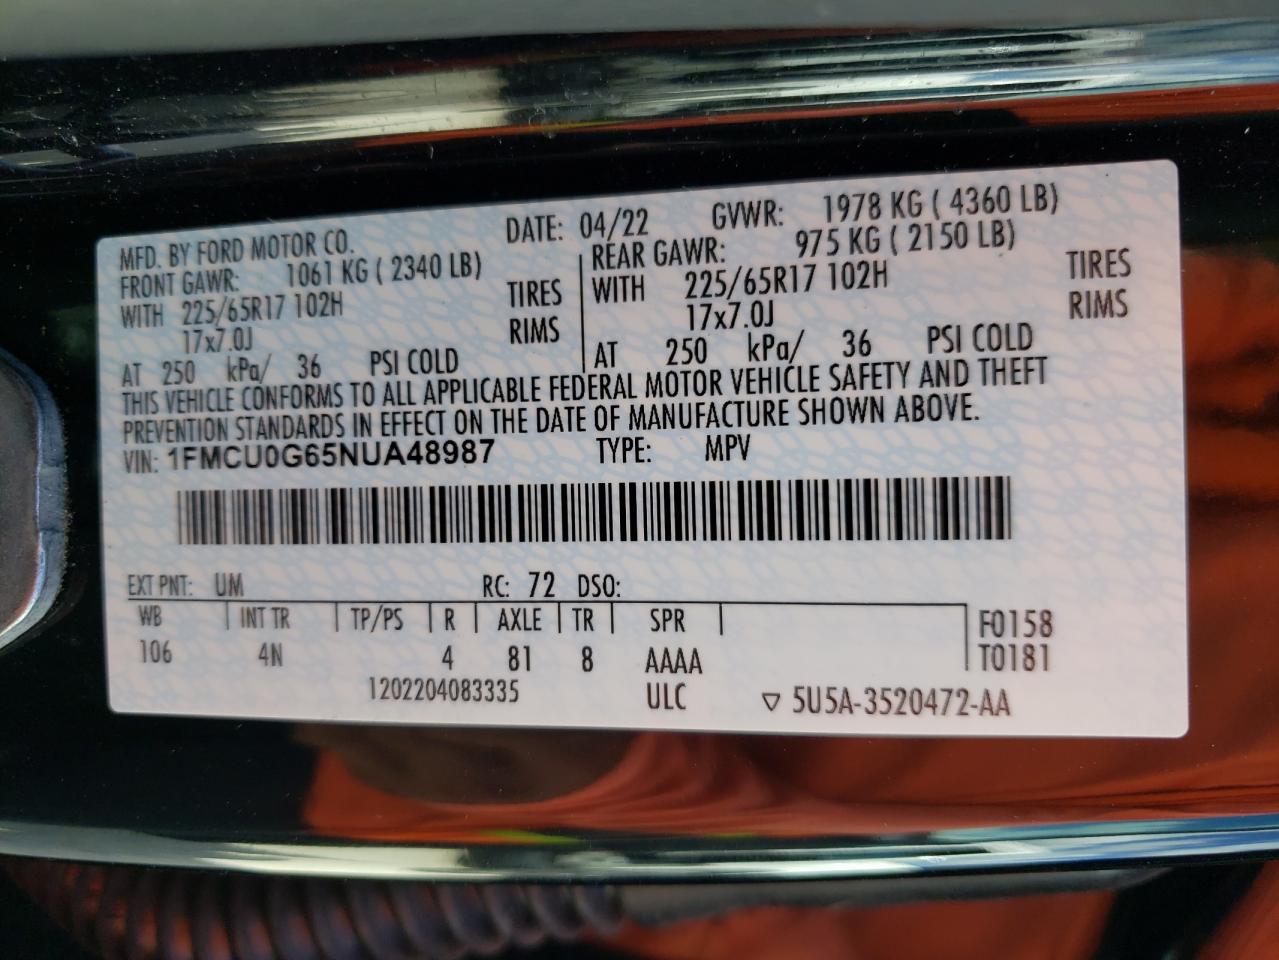 MFD. BY FORD MOTOR CO. DATE: 04/22 GVWR: 1978 KG ( 4360 LB)
FRONT GAWR: 1061 KG ( 2340 LB) REAR GAWR: 975 KG ( 2150 LB)
WITH 225/65R17 102H TIRES WITH 225/65R17 102H TIRES
17x7.0J RIMS 17x7.0J RIMS
AT 250 kPa/ 36 PSI COLD AT 250 kPa/ 36 PSI COLD
THIS VEHICLE CONFORMS TO ALL APPLICABLE FEDERAL MOTOR VEHICLE SAFETY AND THEFT
PREVENTION STANDARDS IN EFFECT ON THE DATE OF MANUFACTURE SHOWN ABOVE.
VIN: 1FMCU0G65NUA48987 TYPE: MPV
EXT PNT: UM RC: 72 DSO:
WB INT TR TP/PS R AXLE TR SPR F0158
106 4N 4 81 8 AAAA T0181
1202204083335 ULC ▽ 5U5A-3520472-AA